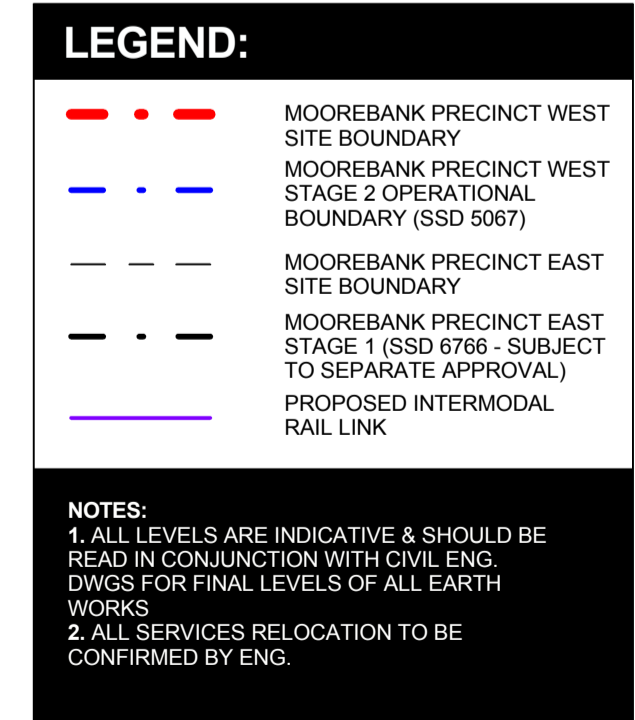 LEGEND:
MOOREBANK PRECINCT WEST
SITE BOUNDARY
MOOREBANK PRECINCT WEST
STAGE 2 OPERATIONAL
BOUNDARY (SSD 5067)
MOOREBANK PRECINCT EAST
SITE BOUNDARY
MOOREBANK PRECINCT EAST
STAGE 1 (SSD 6766 - SUBJECT
TO SEPARATE APPROVAL)
PROPOSED INTERMODAL
RAIL LINK
NOTES:
1. ALL LEVELS ARE INDICATIVE & SHOULD BE
READ IN CONJUNCTION WITH CIVIL ENG.
DWGS FOR FINAL LEVELS OF ALL EARTH
WORKS
2. ALL SERVICES RELOCATION TO BE
CONFIRMED BY ENG.